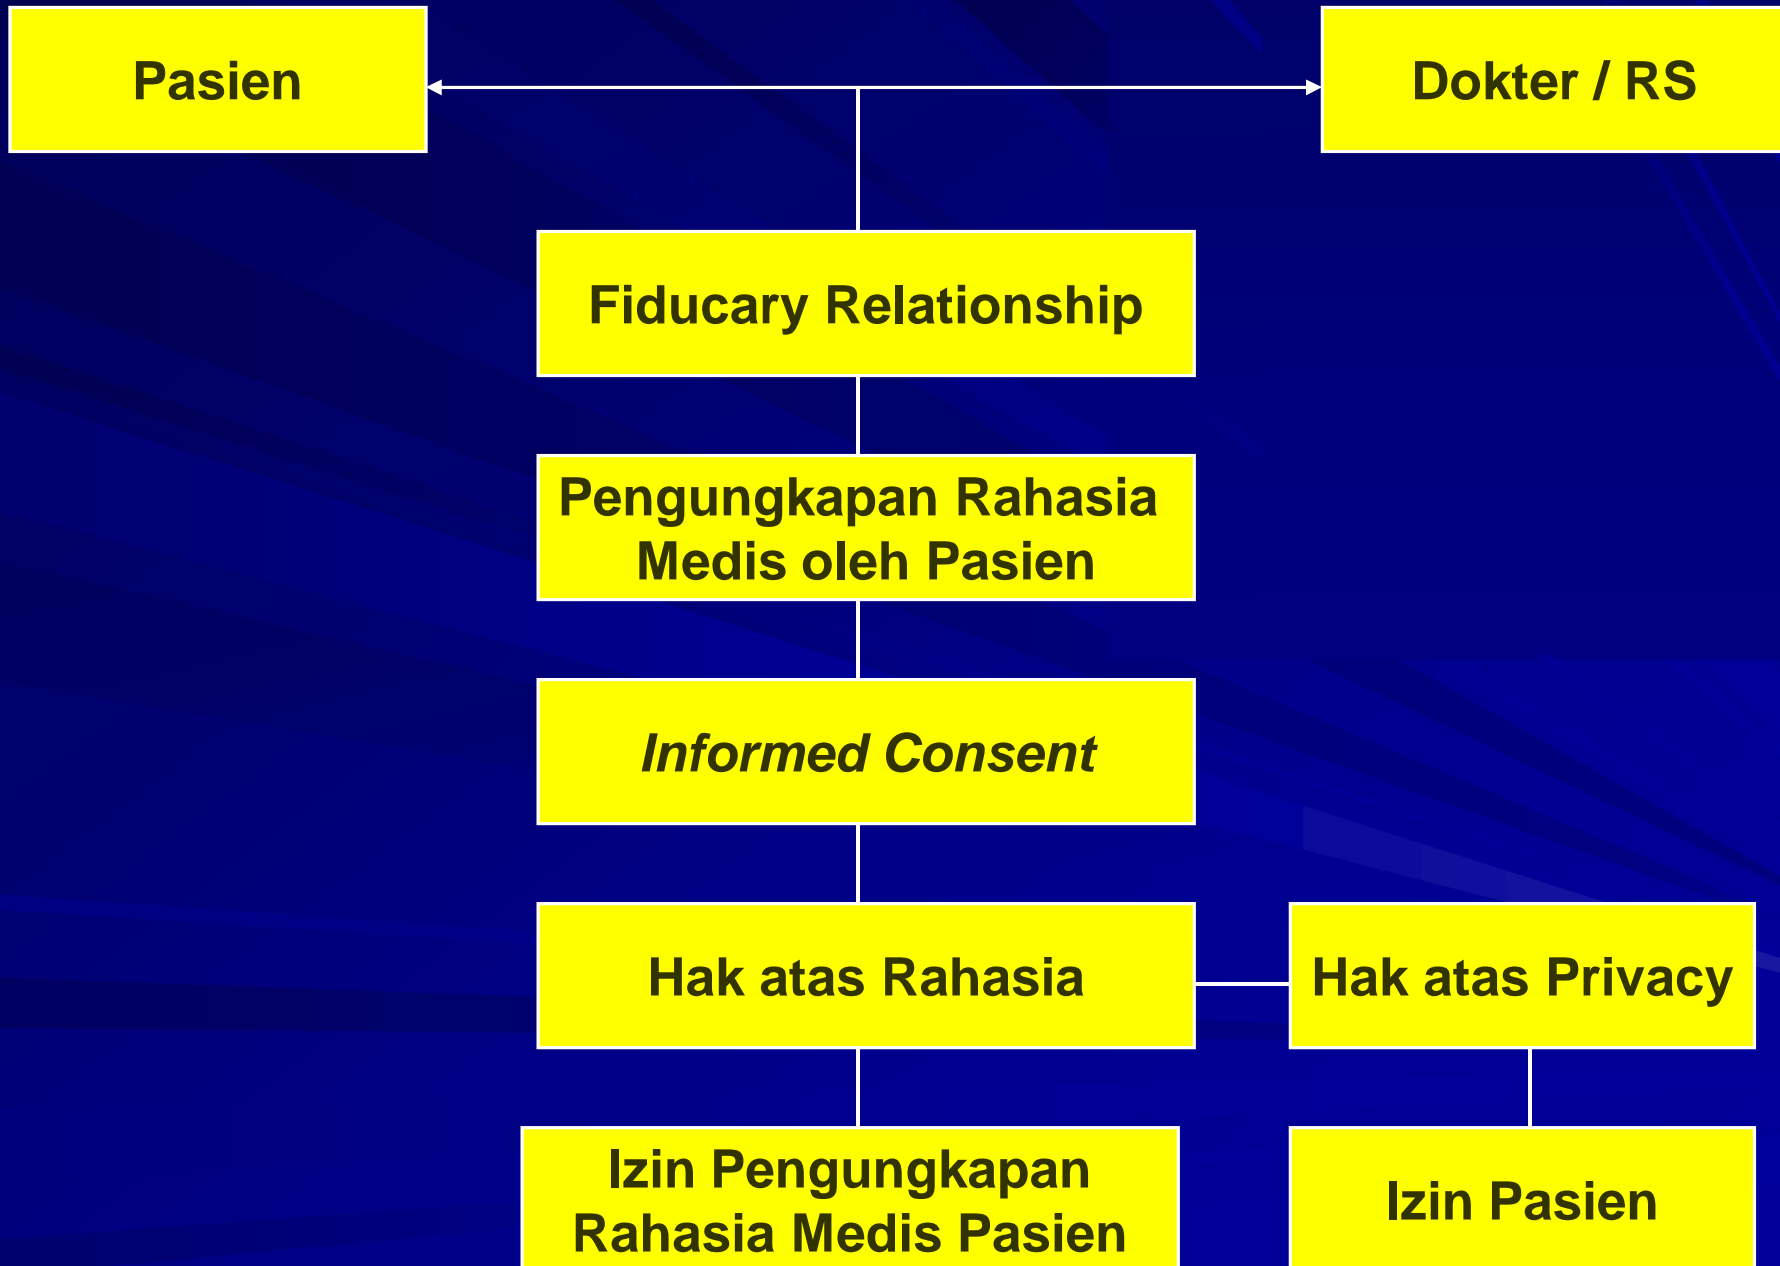 Pasien
Dokter / RS
Fiducary Relationship
Pengungkapan Rahasia
Medis oleh Pasien
Informed Consent
Hak atas Rahasia
Hak atas Privacy
Izin Pengungkapan
Rahasia Medis Pasien
Izin Pasien